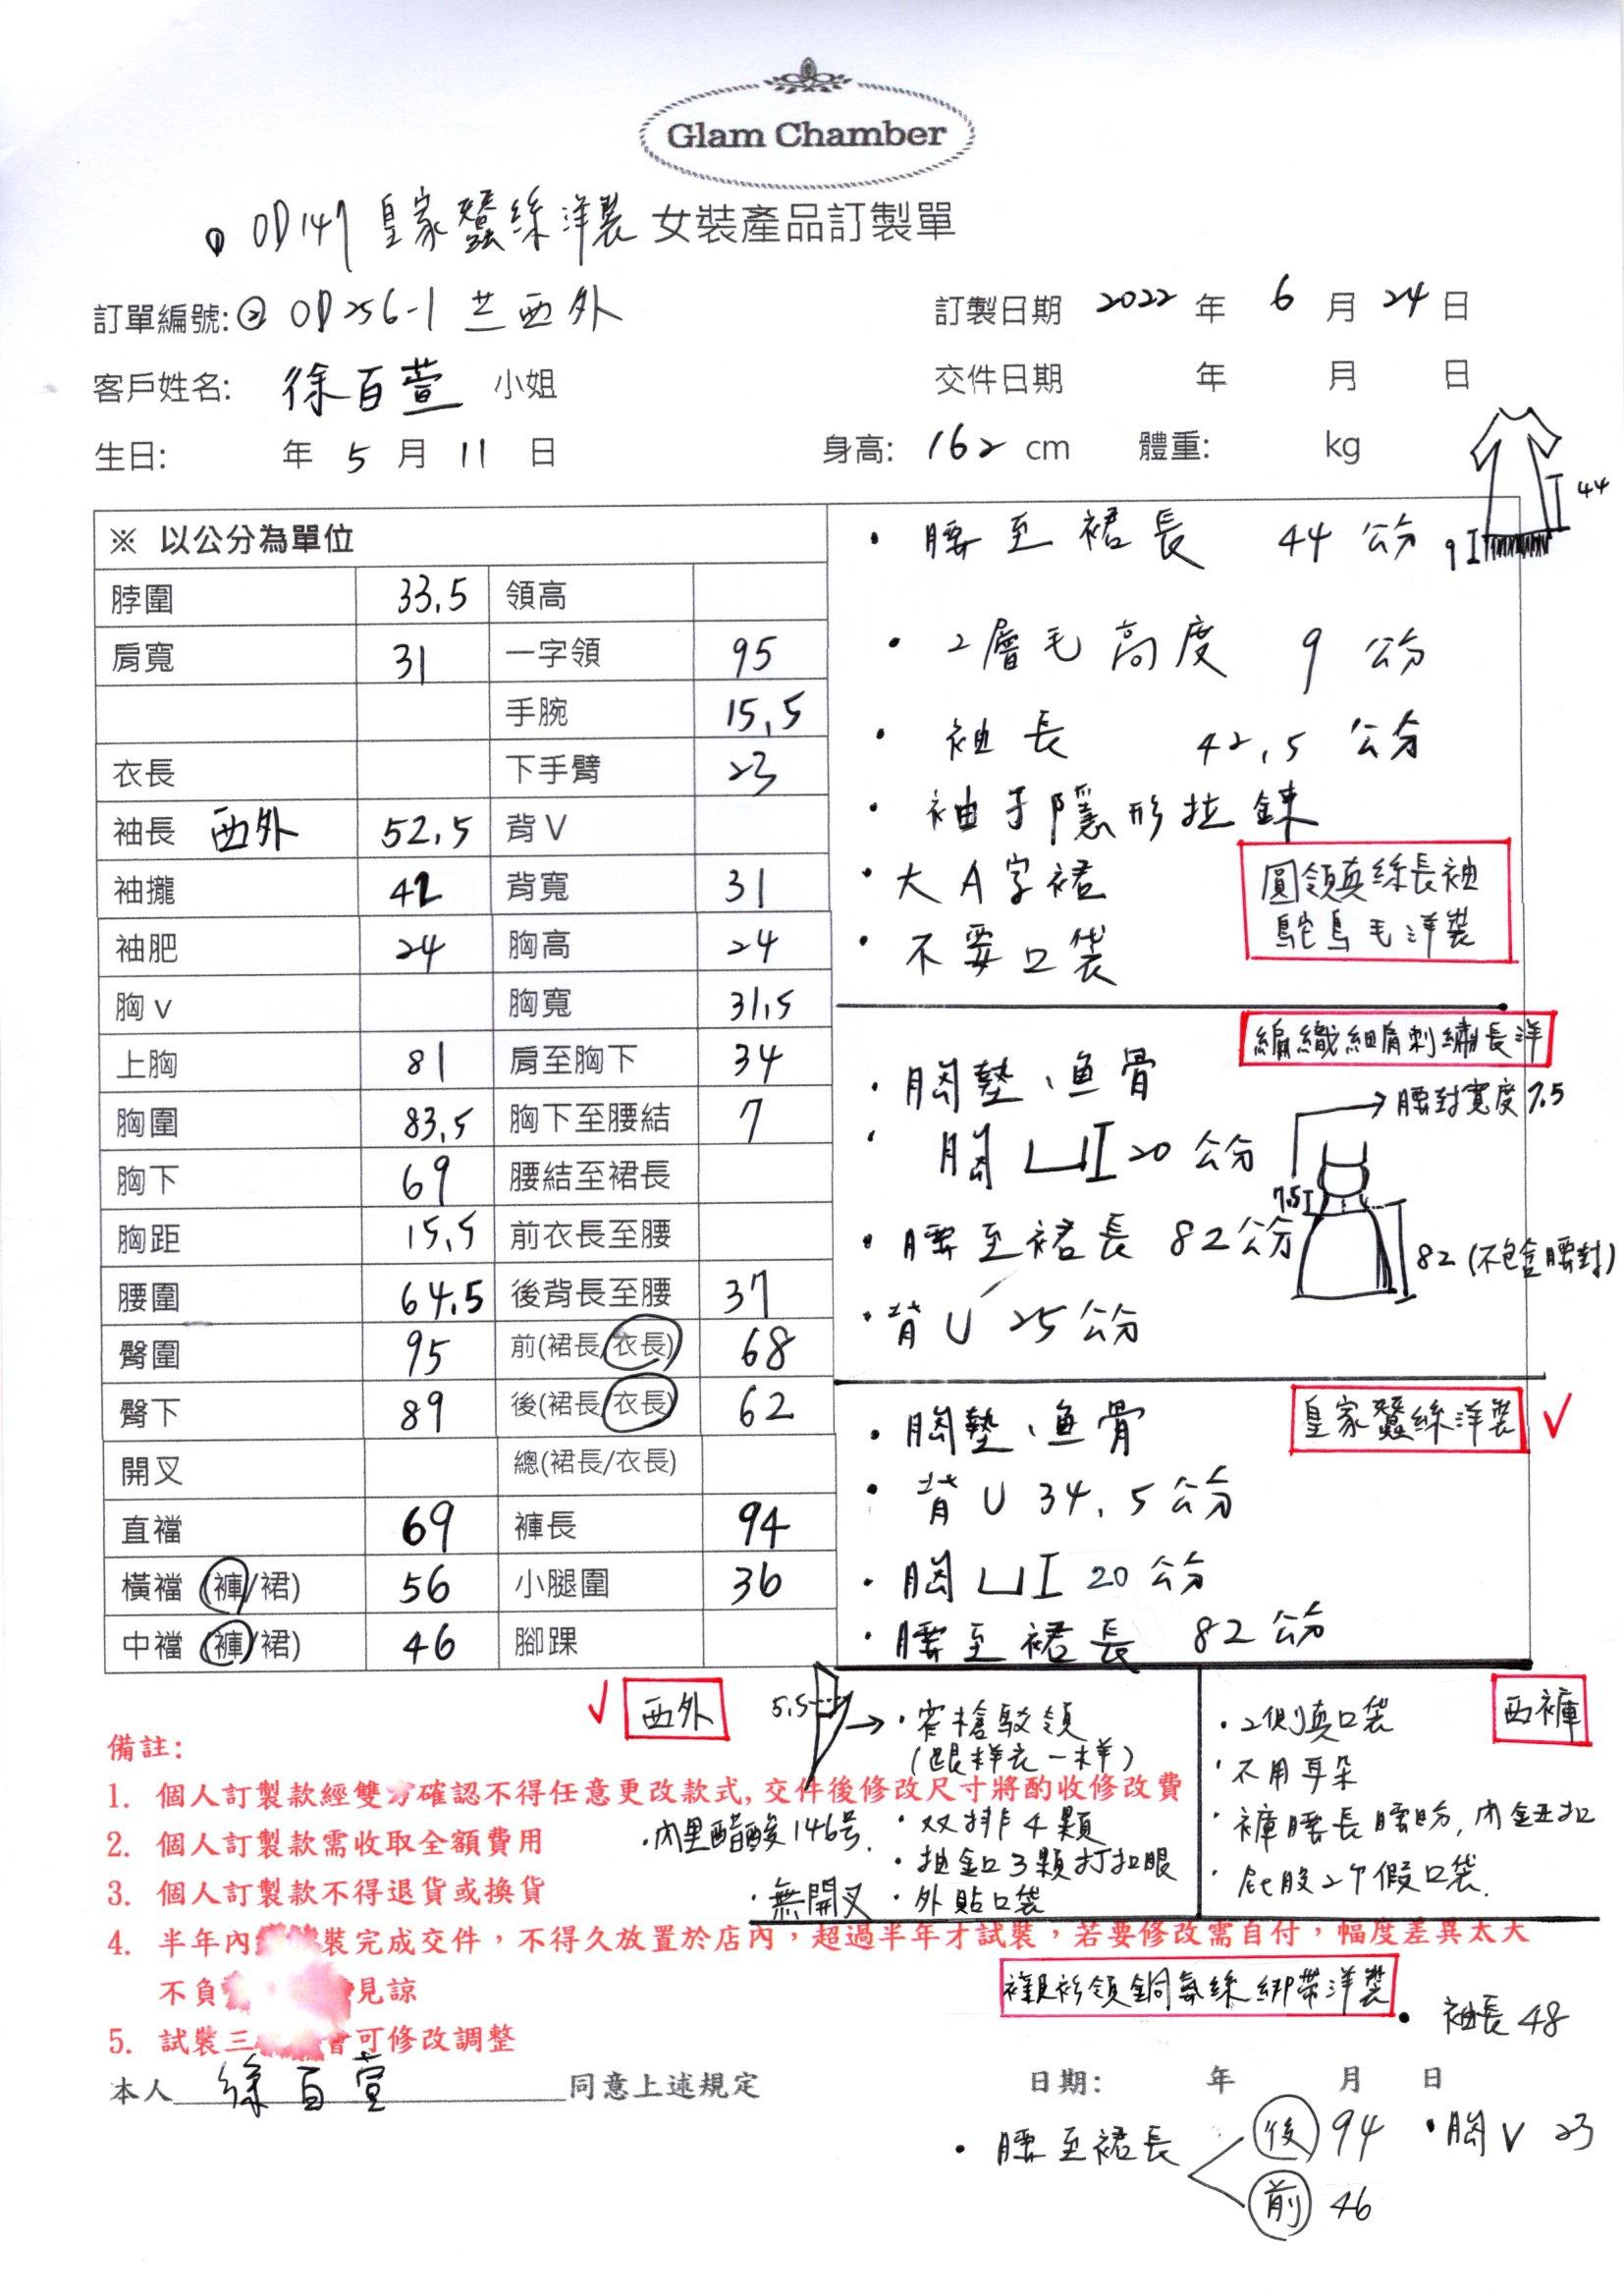 Glam Chamber
① OD147 皇家蠶絲洋裝 女裝產品訂製單
訂單編號: ② OD256-1 芷西外 訂製日期 2022 年 6 月 24 日
客戶姓名: 徐百萱 小姐 交件日期 年 月 日
生日: 年 5 月 11 日 身高: 162 cm 體重: kg
44
9
※ 以公分為單位
脖圍 33.5 領高
肩寬 31 一字領 95
手腕 15.5
衣長 下手臂 23
袖長 西外 52.5 背V
袖攏 42 背寬 31
袖肥 24 胸高 24
胸v 胸寬 31.5
上胸 81 肩至胸下 34
胸圍 83.5 胸下至腰結 7
胸下 69 腰結至裙長
胸距 15.5 前衣長至腰
腰圍 64.5 後背長至腰 37
臀圍 95 前(裙長/衣長) 68
臀下 89 後(裙長/衣長) 62
開叉 總(裙長/衣長)
直襠 69 褲長 94
橫襠 (褲/裙) 56 小腿圍 36
中襠 (褲/裙) 46 腳踝
• 腰至裙長 44 公分
• 2層毛高度 9 公分
• 袖長 42.5 公分
• 袖子隱形拉鍊
• 大A字裙
• 不要口袋
圓領真絲長袖
鴕鳥毛洋裝
編織細肩刺繡長洋
• 胸墊、魚骨
• 胸 20 公分
• 腰至裙長 82公分
• 背U 25公分
腰封寬度7.5
7.5
82 (不包含腰封)
皇家蠶絲洋裝 ✓
• 胸墊、魚骨
• 背U 34.5公分
• 胸 20公分
• 腰至裙長 82公分
✓ 西外
5.5
• 窄槍駁領
(跟样衣一样)
• 內里醋酸146号.
• 双排4顆
• 袖釦3顆打扣眼
• 無開叉
• 外貼口袋
西褲
• 2側真口袋
• 不用耳朵
• 褲腰長腰, 內鈕扣
• 屁股2个假口袋.
備註:
1. 個人訂製款經雙方確認不得任意更改款式,交件後修改尺寸將酌收修改費
2. 個人訂製款需收取全額費用
3. 個人訂製款不得退貨或換貨
4. 半年內裝完成交件，不得久放置於店內，超過半年才試裝，若要修改需自付，幅度差異太大
不負見諒
5. 試裝三會可修改調整
襯衫領銅氨絲綁帶洋裝
• 袖長 48
本人 徐百萱 同意上述規定 日期: 年 月 日
• 腰至裙長 後 94 • 胸V 23
前 46